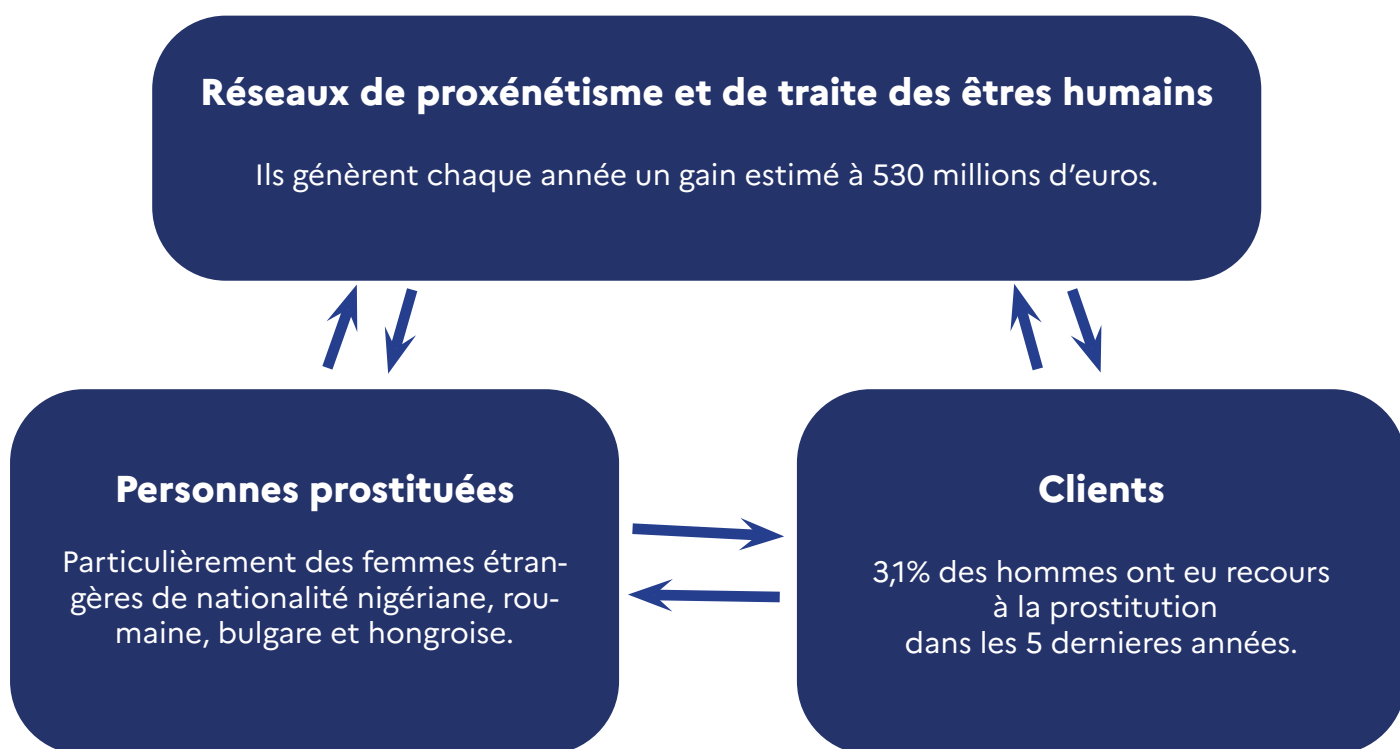 Réseaux de proxénétisme et de traite des êtres humains
Ils génèrent chaque année un gain estimé à 530 millions d’euros.
Personnes prostituées
Particulièrement des femmes étran-
gères de nationalité nigériane, rou-
maine, bulgare et hongroise.
Clients
3,1% des hommes ont eu recours
à la prostitution
dans les 5 dernieres années.